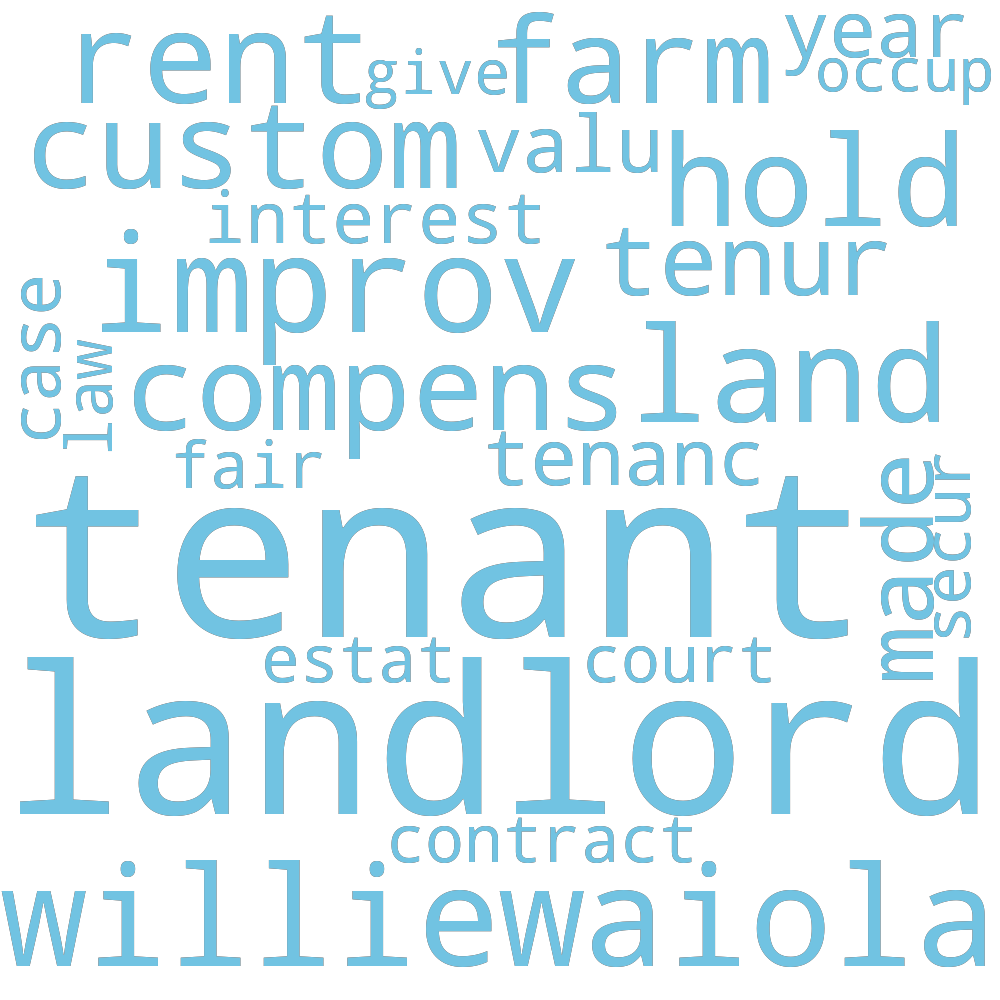 rent
farm
year
give
occup
custom
valu
hold
interest
tenur
improv
case
law
land
compens
fair
tenanc
made
secur
tenant
estat
court
landlord
contract
williewaiola